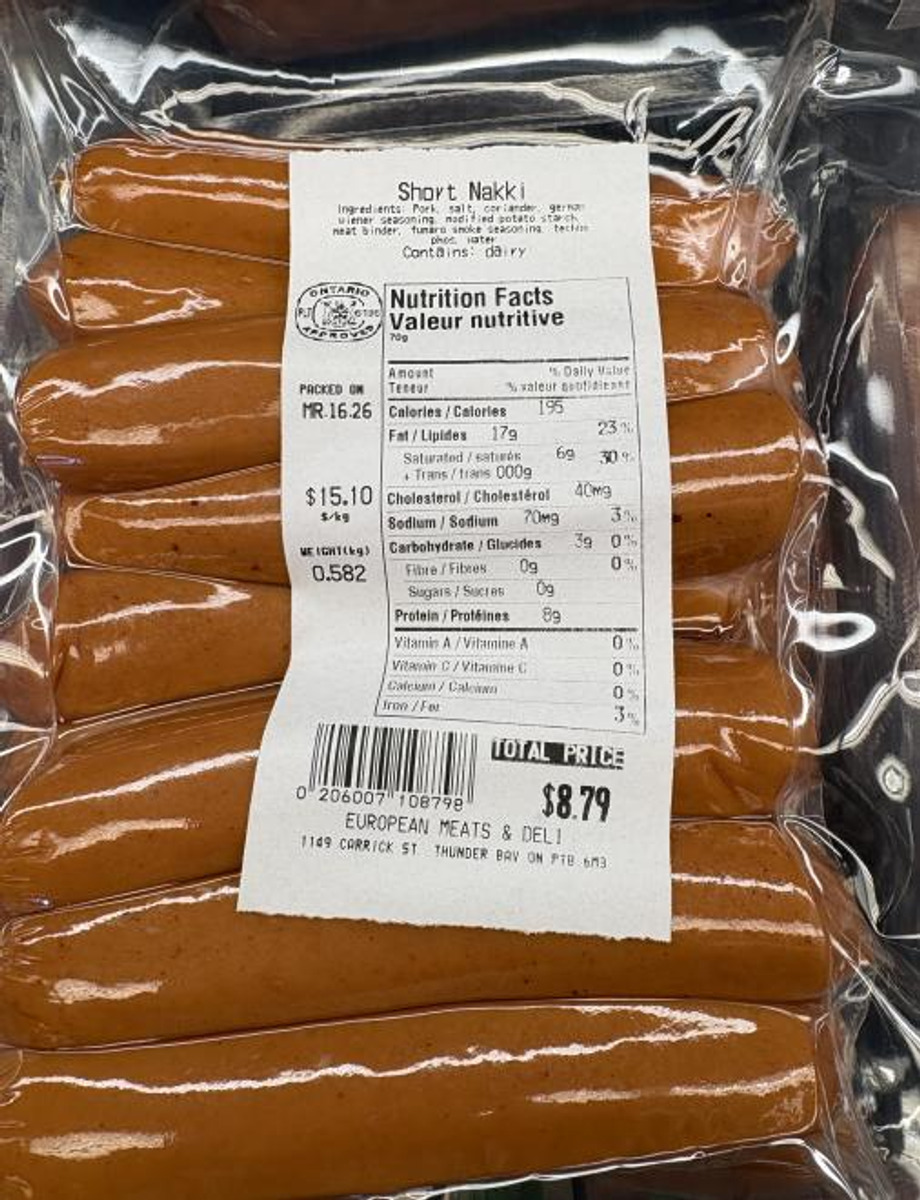 Short Nakki
Ingredients: Pork, salt, coriander, german
wiener seasoning, modified potato starch,
meat binder, fumaro smoke seasoning,
phos, water
Contains: dairy
ONTARIO
APPROVED
Nutrition Facts
Valeur nutritive
70g
Amount % Daily Value
Teneur % valeur quotidienne
PACKED ON
MR.16.26
Calories / Calories 195
Fat / Lipides 17g 23 %
Saturated / saturés 6g 30 %
+ Trans / trans 000g
$15.10
$/kg
Cholesterol / Cholestérol 40mg
Sodium / Sodium 70mg 3 %
WEIGHT(kg)
0.582
Carbohydrate / Glucides 3g 0 %
Fibre / Fibres 0g 0 %
Sugars / Sucres 0g
Protein / Protéines 8g
Vitamin A / Vitamine A 0 %
Vitamin C / Vitamine C 0 %
Calcium / Calcium 0 %
Iron / Fer 3 %
TOTAL PRICE
$8.79
0 206007 108798
EUROPEAN MEATS & DELI
1149 CARRICK ST THUNDER BAY ON P7B 6M3